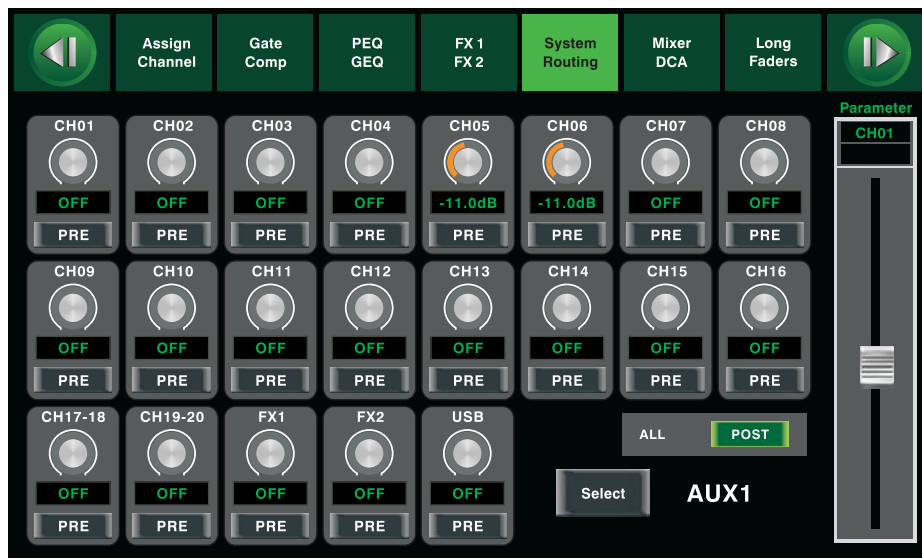 Assign Channel
Gate Comp
PEQ GEQ
FX 1 FX 2
System Routing
Mixer DCA
Long Faders
Parameter
CH01
CH01 CH02 CH03 CH04 CH05 CH06 CH07 CH08
OFF OFF OFF OFF -11.0dB -11.0dB OFF OFF
PRE PRE PRE PRE PRE PRE PRE PRE
CH09 CH10 CH11 CH12 CH13 CH14 CH15 CH16
OFF OFF OFF OFF OFF OFF OFF OFF
PRE PRE PRE PRE PRE PRE PRE PRE
CH17-18 CH19-20 FX1 FX2 USB
OFF OFF OFF OFF OFF
PRE PRE PRE PRE PRE
ALL POST
Select AUX1